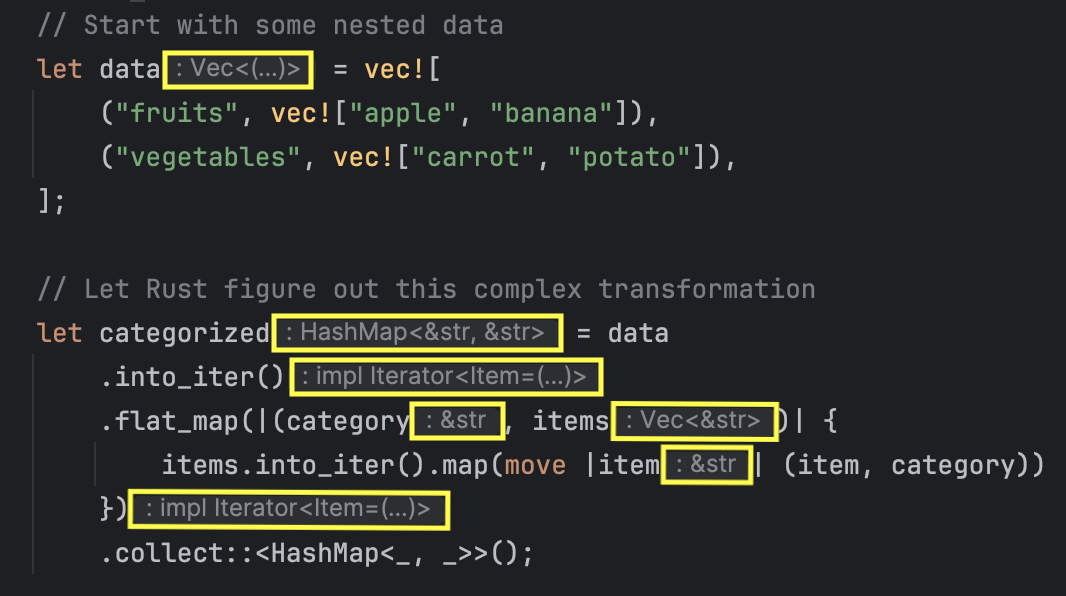 // Start with some nested data
let data : Vec<(...)> = vec![
("fruits", vec!["apple", "banana"]),
("vegetables", vec!["carrot", "potato"]),
];
// Let Rust figure out this complex transformation
let categorized : HashMap<&str, &str> = data
.into_iter() : impl Iterator<Item=(...)>
.flat_map(|(category : &str, items : Vec<&str>)| {
items.into_iter().map(move |item : &str| (item, category))
}) : impl Iterator<Item=(...)>
.collect::<HashMap<_, _>>();